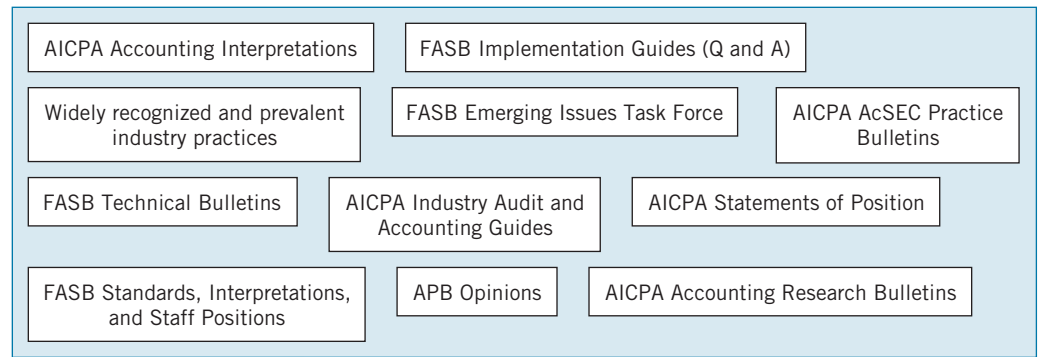 AICPA Accounting Interpretations
FASB Implementation Guides (Q and A)
Widely recognized and prevalent
industry practices
FASB Emerging Issues Task Force
AICPA AcSEC Practice
Bulletins
FASB Technical Bulletins
AICPA Industry Audit and
Accounting Guides
AICPA Statements of Position
FASB Standards, Interpretations,
and Staff Positions
APB Opinions
AICPA Accounting Research Bulletins